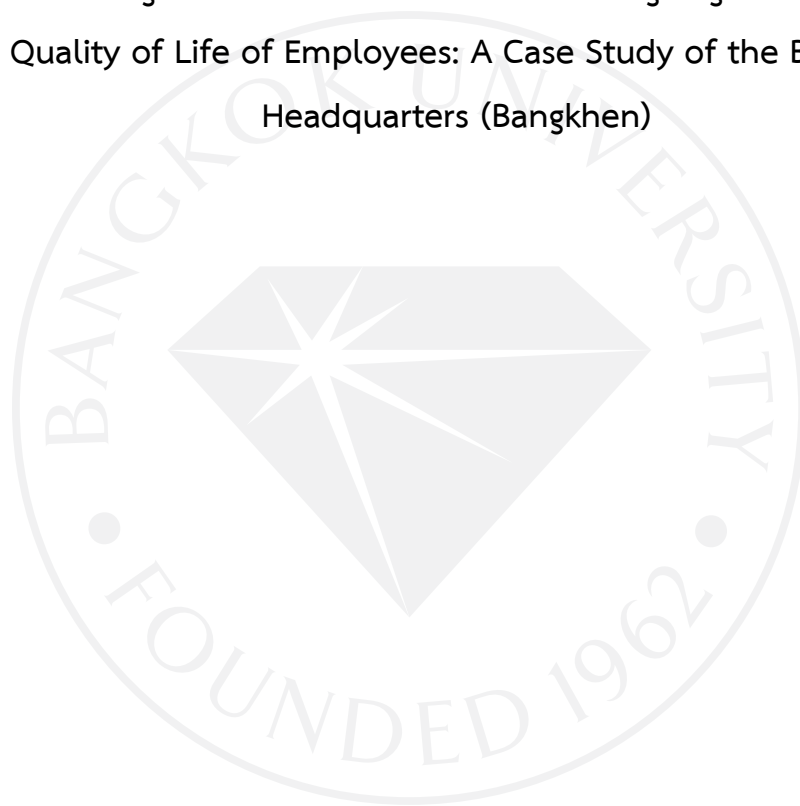 Quality of Life of Employees: A Case Study of the
Headquarters (Bangkhen)
BANGKOK UNIVERSITY
FOUNDED 1962